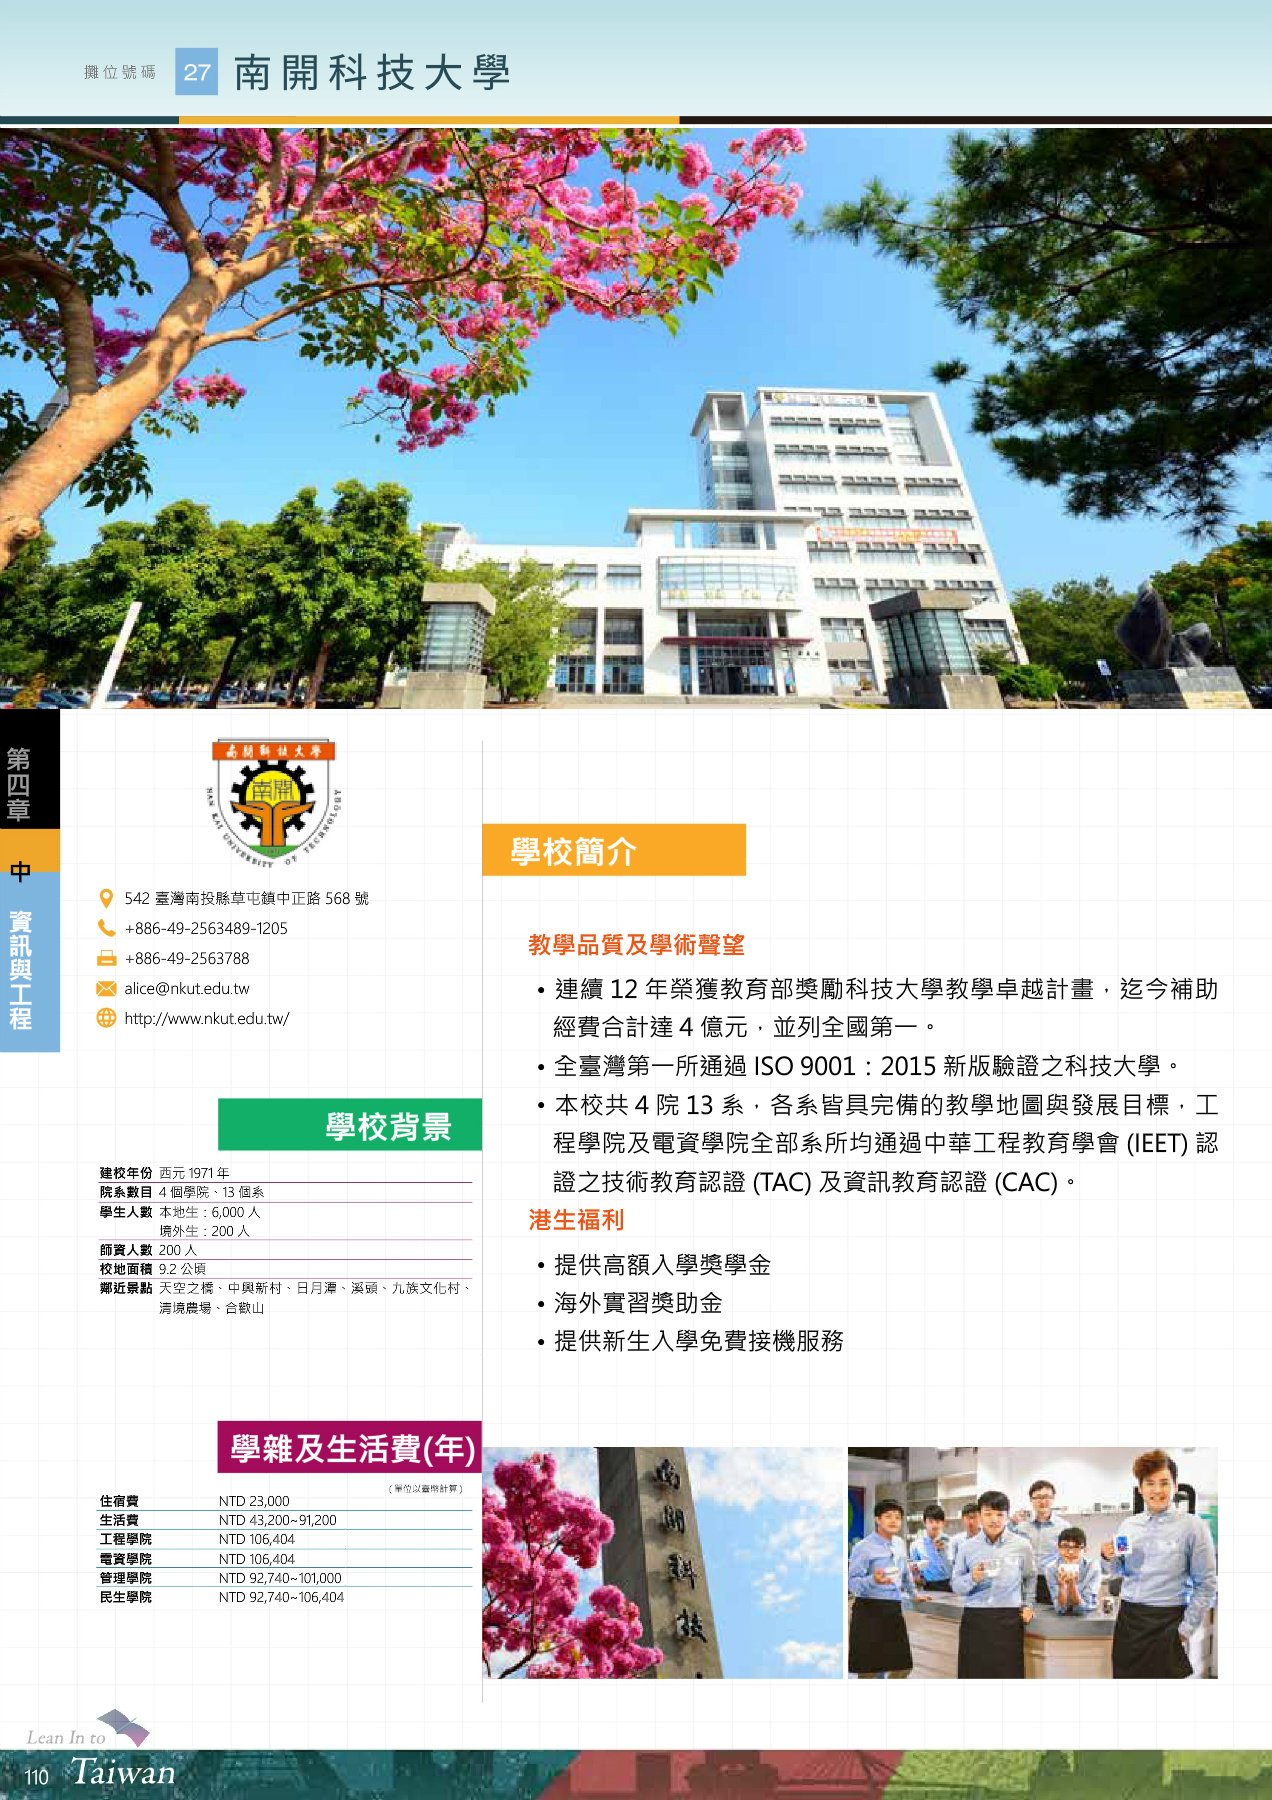 攤位號碼 27 南開科技大學
第四章
中
資訊與工程
南開科技大學
南開
NAN KAI UNIVERSITY OF TECHNOLOGY
542 臺灣南投縣草屯鎮中正路 568 號
+886-49-2563489-1205
+886-49-2563788
alice@nkut.edu.tw
http://www.nkut.edu.tw/
學校背景
建校年份 西元 1971 年
院系數目 4 個學院、13 個系
學生人數 本地生：6,000 人
境外生：200 人
師資人數 200 人
校地面積 9.2 公頃
鄰近景點 天空之橋、中興新村、日月潭、溪頭、九族文化村、
清境農場、合歡山
學雜及生活費(年)
(單位以臺幣計算)
住宿費 NTD 23,000
生活費 NTD 43,200~91,200
工程學院 NTD 106,404
電資學院 NTD 106,404
管理學院 NTD 92,740~101,000
民生學院 NTD 92,740~106,404
學校簡介
教學品質及學術聲望
• 連續 12 年榮獲教育部獎勵科技大學教學卓越計畫，迄今補助
經費合計達 4 億元，並列全國第一。
• 全臺灣第一所通過 ISO 9001：2015 新版驗證之科技大學。
• 本校共 4 院 13 系，各系皆具完備的教學地圖與發展目標，工
程學院及電資學院全部系所均通過中華工程教育學會 (IEET) 認
證之技術教育認證 (TAC) 及資訊教育認證 (CAC)。
港生福利
• 提供高額入學獎學金
• 海外實習獎助金
• 提供新生入學免費接機服務
南開科技
Lean In to
110 Taiwan